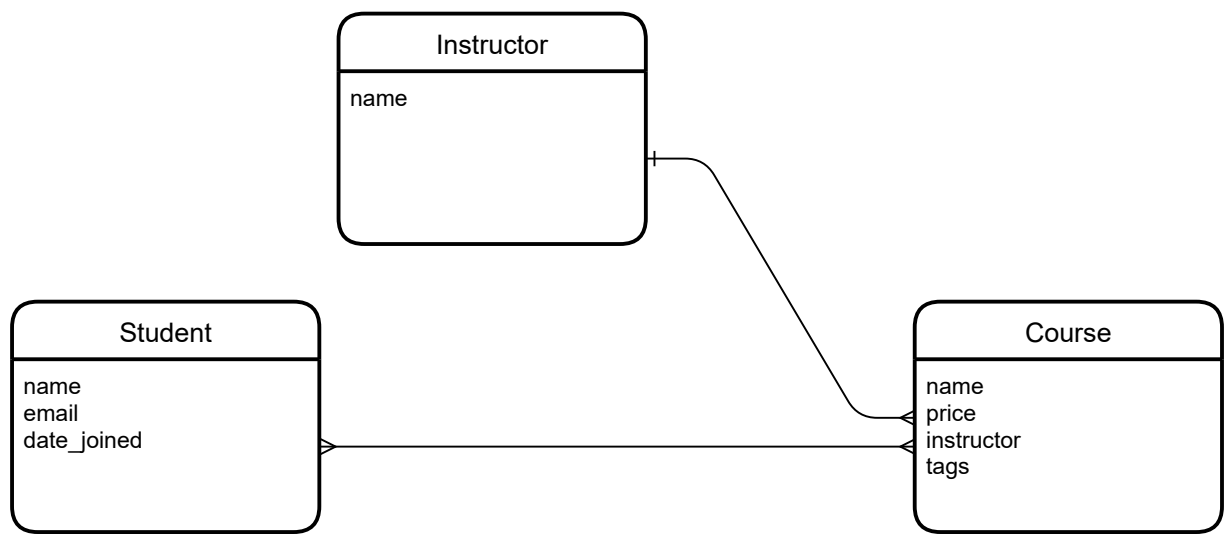 Instructor
name
Student
name
email
date_joined
Course
name
price
instructor
tags